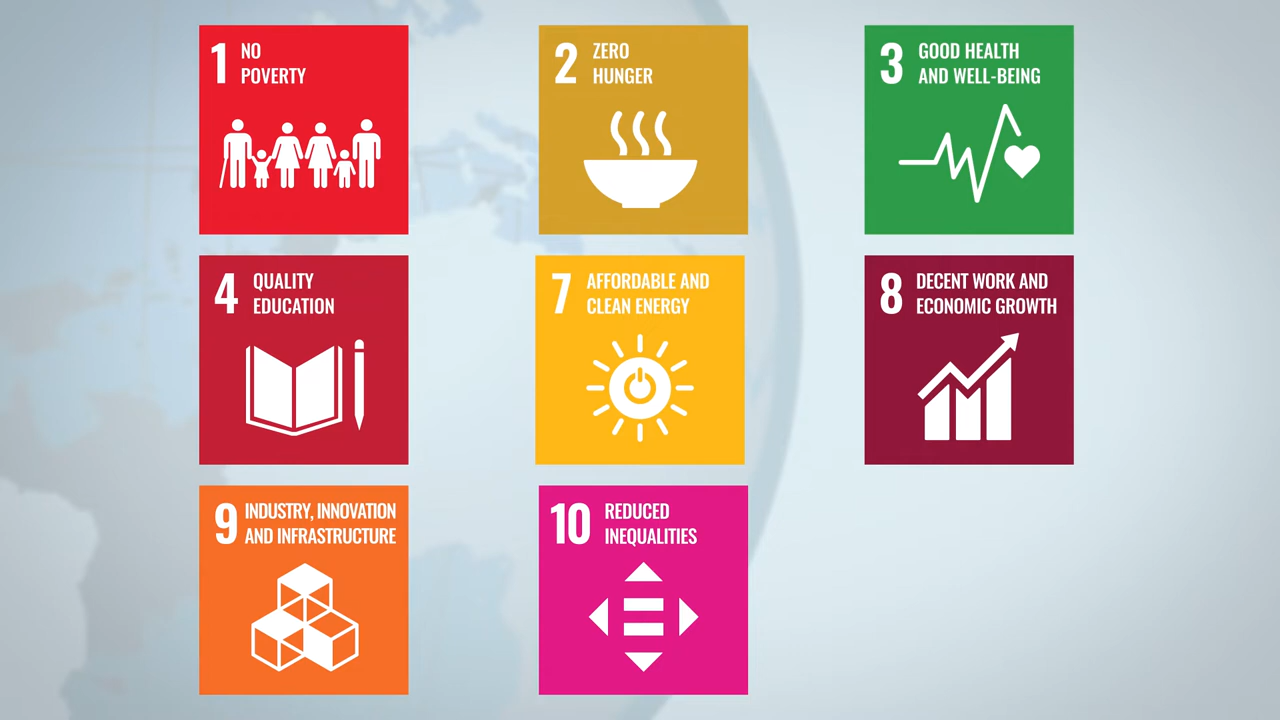 1 NO
POVERTY
2 ZERO
HUNGER
3 GOOD HEALTH
AND WELL-BEING
4 QUALITY
EDUCATION
7 AFFORDABLE AND
CLEAN ENERGY
8 DECENT WORK AND
ECONOMIC GROWTH
9 INDUSTRY, INNOVATION
AND INFRASTRUCTURE
10 REDUCED
INEQUALITIES